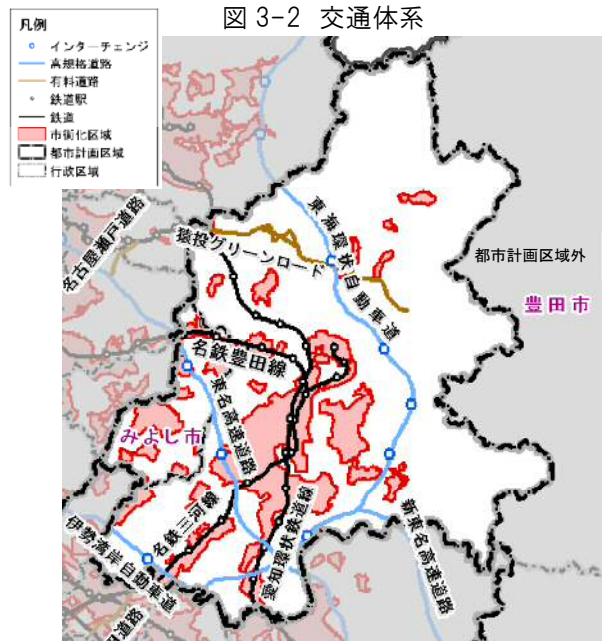 図 3-2 交通体系
凡例
インターチェンジ
高規格道路
有料道路
鉄道駅
鉄道
市街化区域
都市計画区域
行政区域
名古屋瀬戸道路
猿投グリーンロード
東海環状自動車道
都市計画区域外
豊田市
名鉄豊田線
東名高速道路
みよし市
名鉄三河線
愛知環状鉄道線
新東名高速道路
伊勢湾岸自動車道
道路